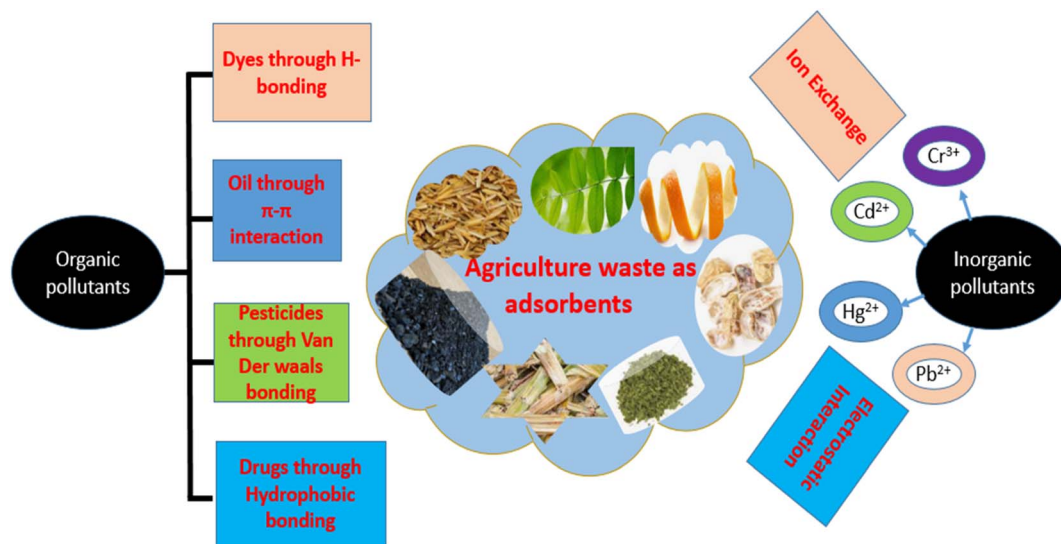 Organic
pollutants
Dyes through H-
bonding
Oil through
π-π
interaction
Pesticides
through Van
Der waals
bonding
Drugs through
Hydrophobic
bonding
Agriculture waste as
adsorbents
Ion Exchange
Cr³⁺
Cd²⁺
Hg²⁺
Pb²⁺
Inorganic
pollutants
Electrostatic
Interaction